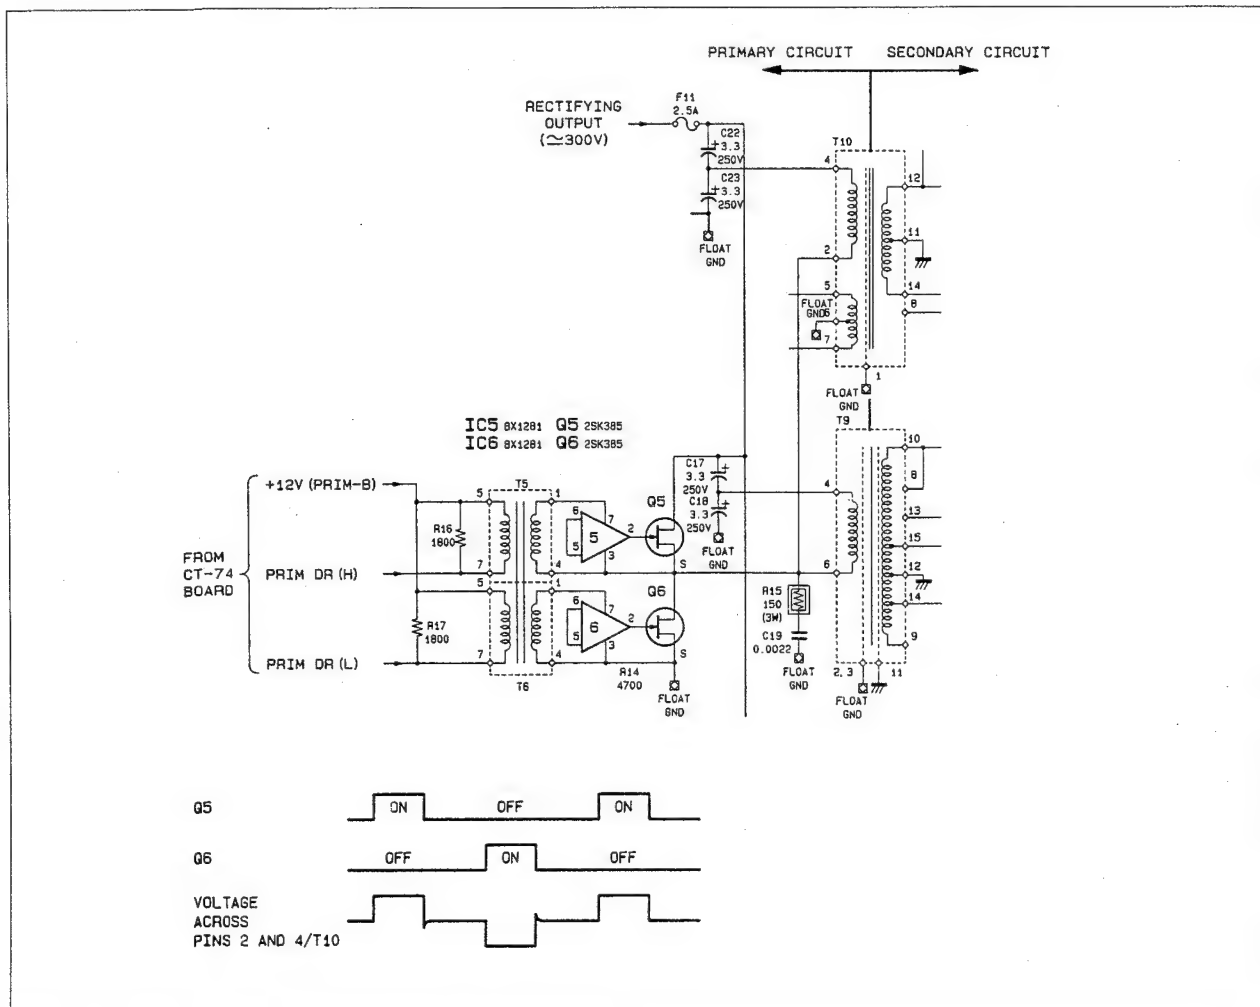 PRIMARY CIRCUIT SECONDARY CIRCUIT
RECTIFYING
OUTPUT
(≃300V)
F11
2.5A
C22
+
3.3
250V
C23
+
3.3
250V
FLOAT
GND
T10
4
2
5
FLOAT
GND
6
7
12
11
14
8
1
FLOAT
GND
T9
IC5 BX1281 Q5 2SK385
IC6 BX1281 Q6 2SK385
FROM
CT-74
BOARD
+12V (PRIM-B)
PRIM DR (H)
PRIM DR (L)
R16
1800
R17
1800
5
T5
1
7
4
5
1
7
4
T6
6
5
5
7
3
2
6
5
6
7
3
2
Q5
S
Q6
S
R14
4700
FLOAT
GND
C17
+
3.3
250V
C18
+
3.3
250V
FLOAT
GND
R15
150
(3W)
C19
0.0022
FLOAT
GND
4
6
10
8
13
15
12
14
9
2, 3
11
FLOAT
GND
Q5
ON OFF ON
Q6
OFF ON OFF
VOLTAGE
ACROSS
PINS 2 AND 4/T10